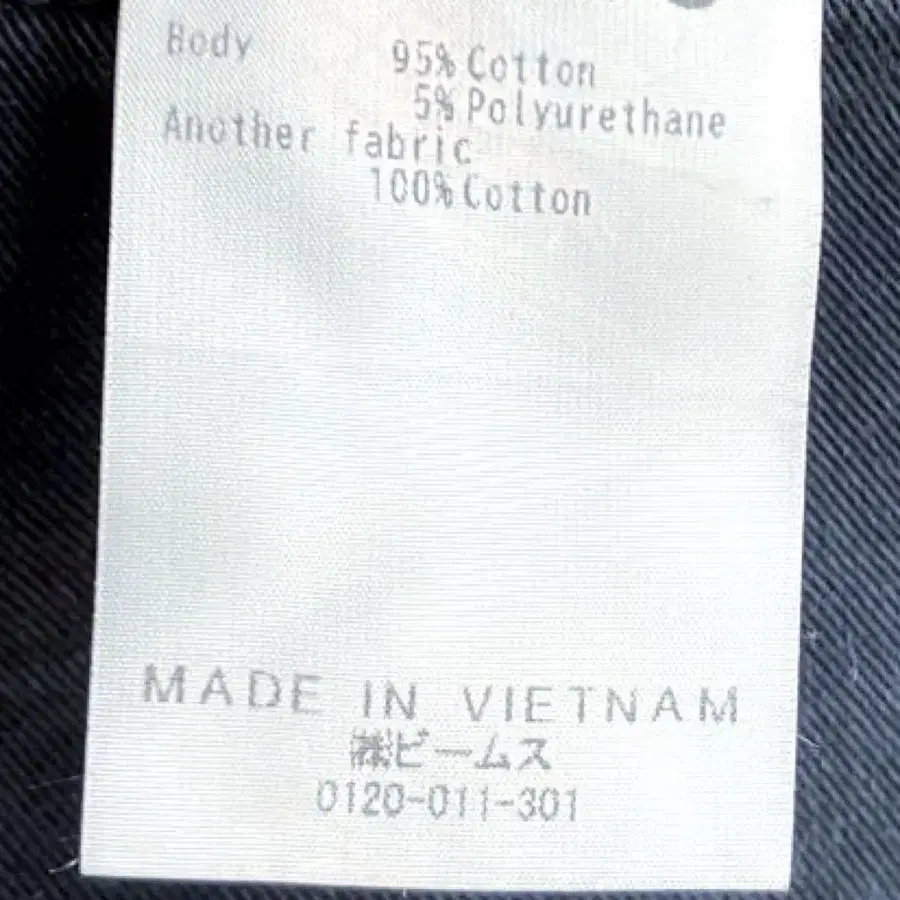 Body
95% Cotton
5% Polyurethane
Another fabric
100% Cotton
MADE IN VIETNAM
㈱ビームス
0120-011-301